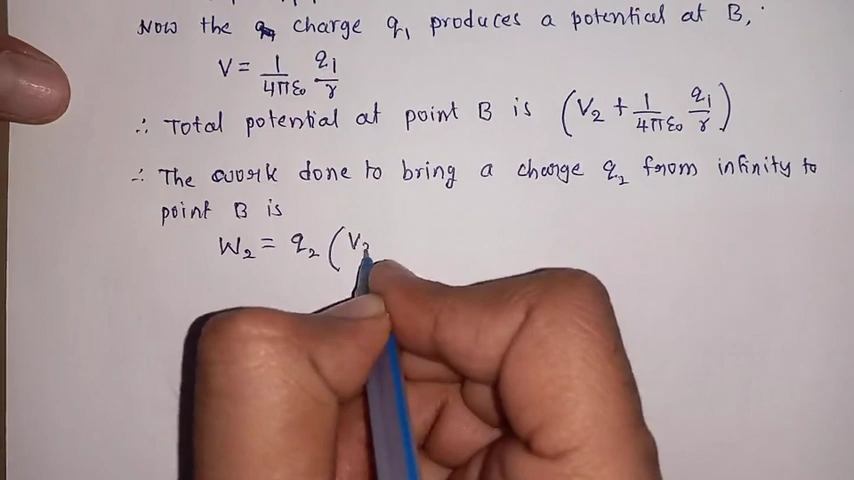 Now the charge q₁ produces a potential at B,
V = 1/4πε₀ q₁/r
∴ Total potential at point B is (V₂ + 1/4πε₀ q₁/r)
∴ The work done to bring a charge q₂ from infinity to
point B is
W₂ = q₂ (V₂